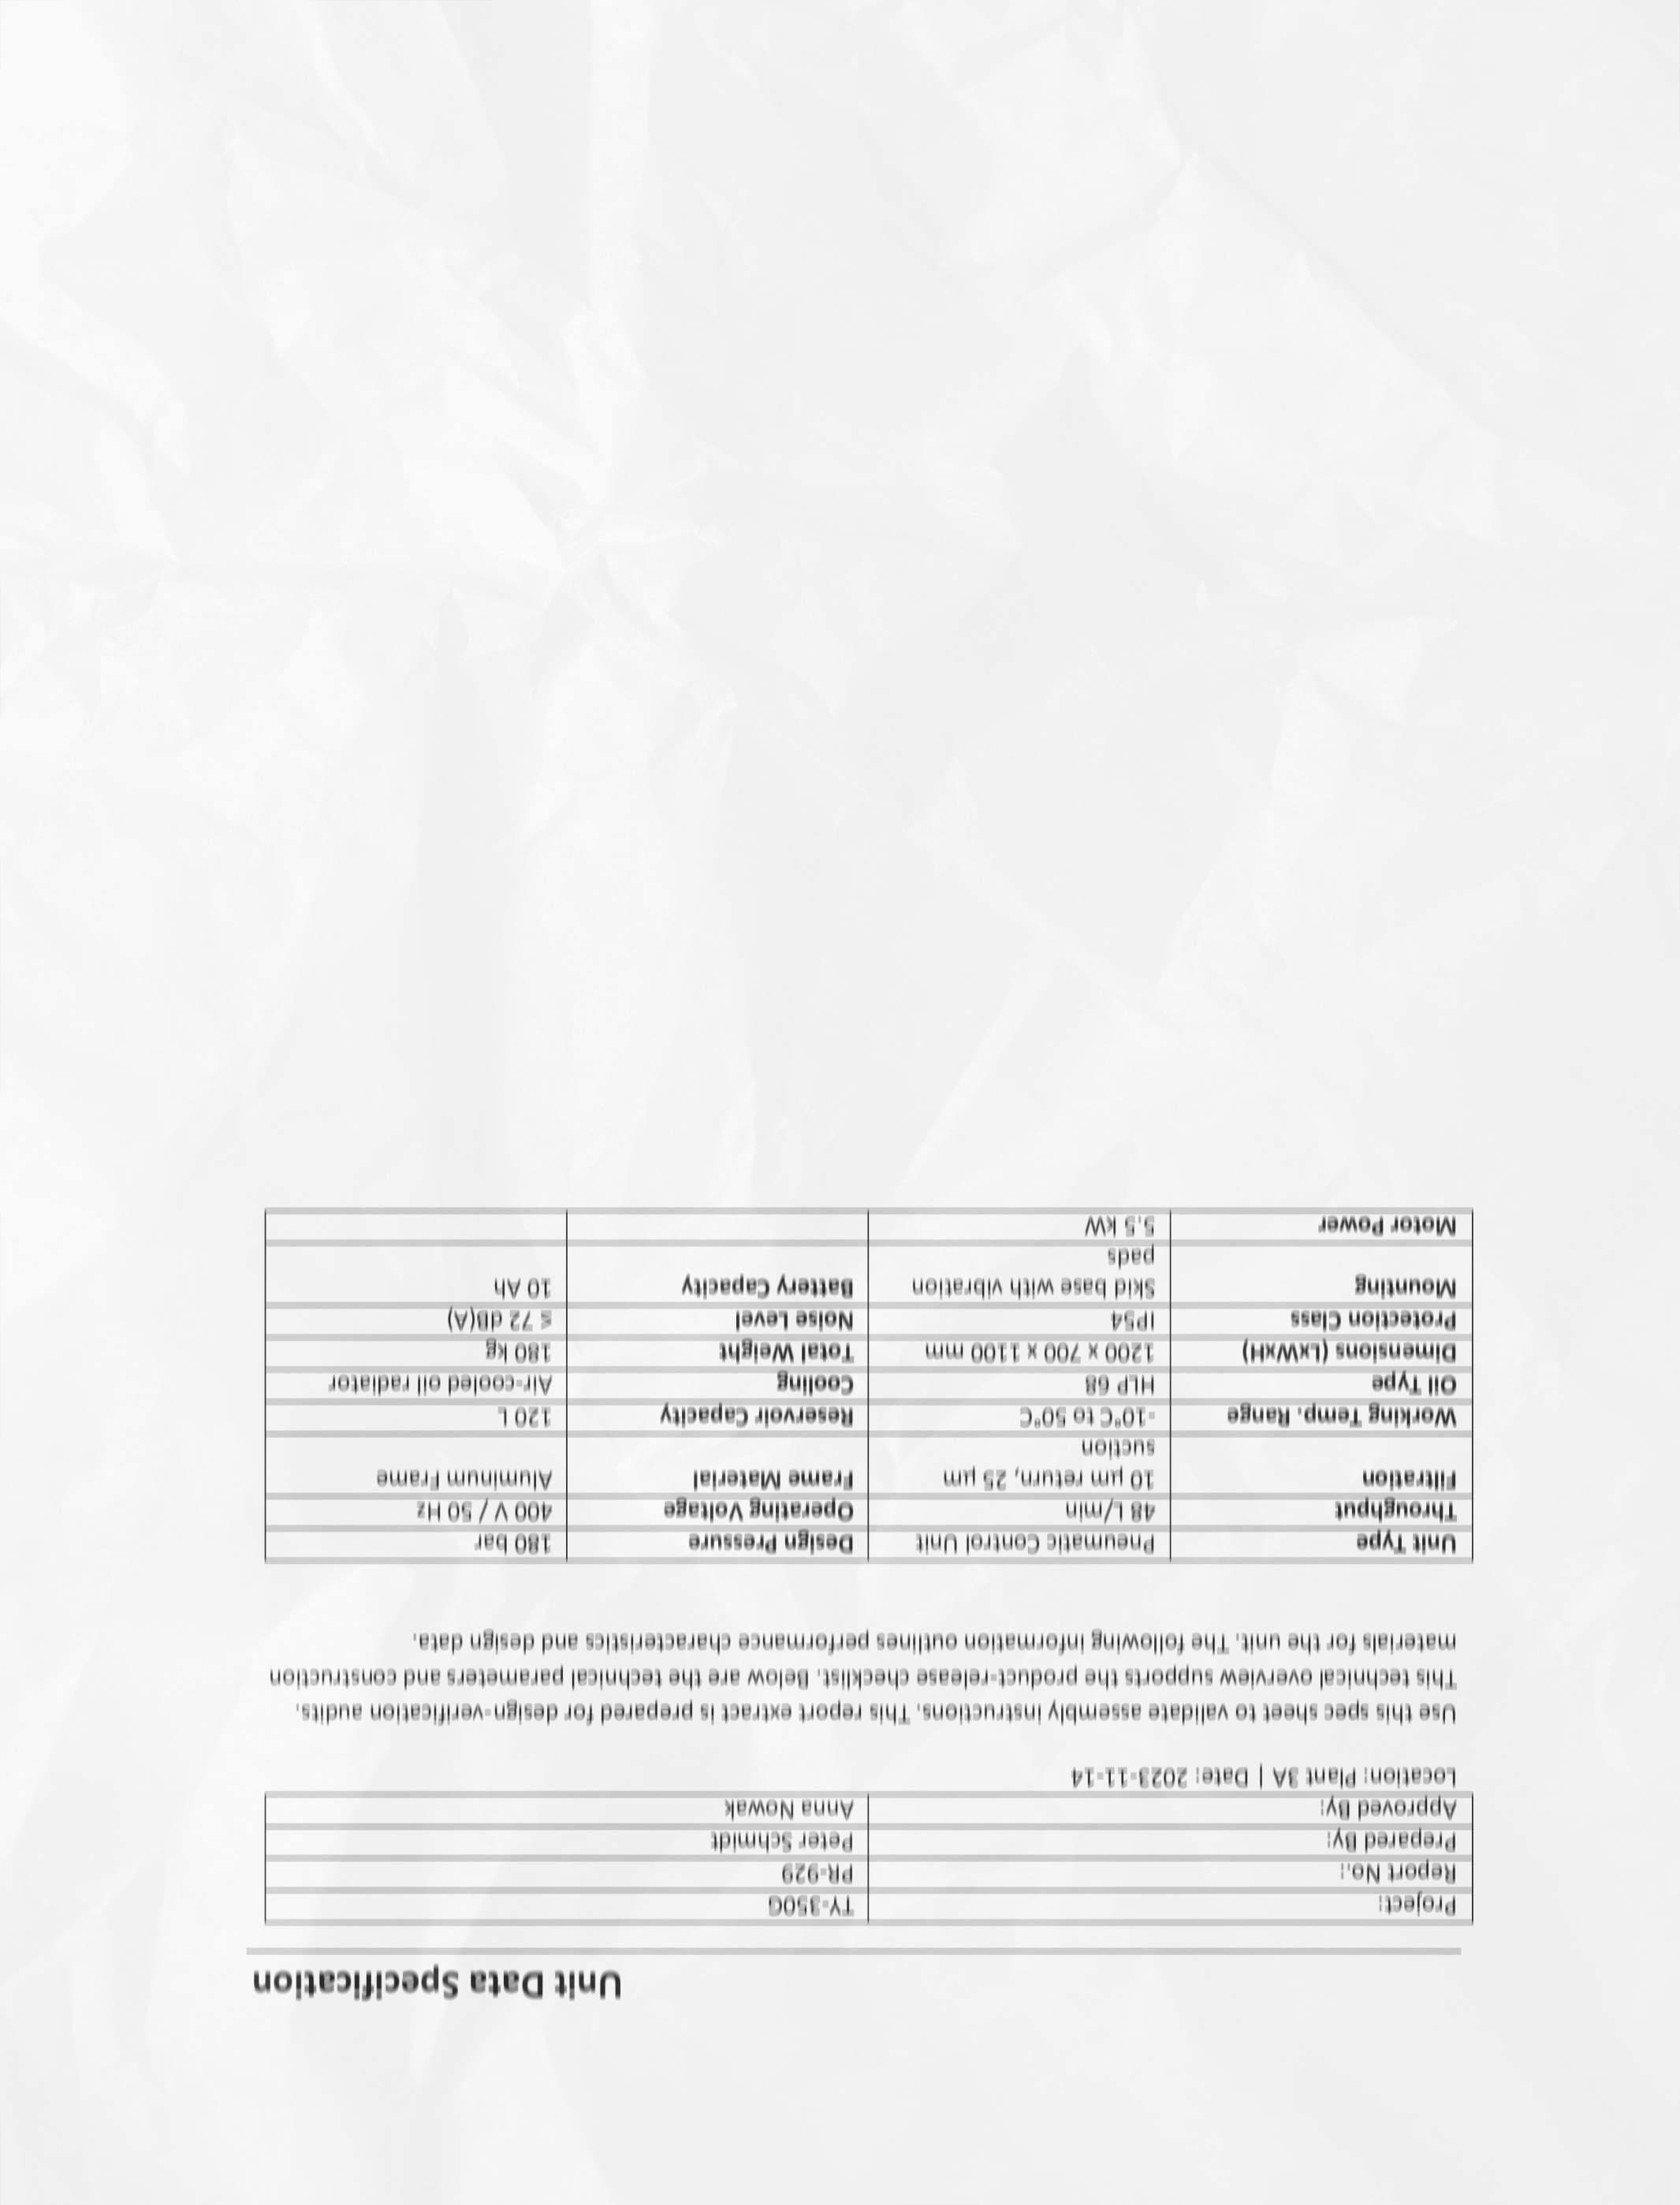 Unit Data Specification
Project: TY-350G
Report No.: PR-929
Prepared By: Peter Schmidt
Approved By: Anna Nowak
Location: Plant 3A | Date: 2023-11-14
Use this spec sheet to validate assembly instructions. This report extract is prepared for design-verification audits.
This technical overview supports the product-release checklist. Below are the technical parameters and construction
materials for the unit. The following information outlines performance characteristics and design data.
Unit Type Pneumatic Control Unit Design Pressure 180 bar
Throughput 48 L/min Operating Voltage 400 V / 50 Hz
Filtration 10 µm return, 25 µm Frame Material Aluminum Frame
suction
Working Temp. Range -10°C to 50°C Reservoir Capacity 120 L
Oil Type HLP 68 Cooling Air-cooled oil radiator
Dimensions (LxWxH) 1200 x 700 x 1100 mm Total Weight 180 kg
Protection Class IP54 Noise Level ≤ 72 dB(A)
Mounting Skid base with vibration Battery Capacity 10 Ah
pads
Motor Power 5.5 kW